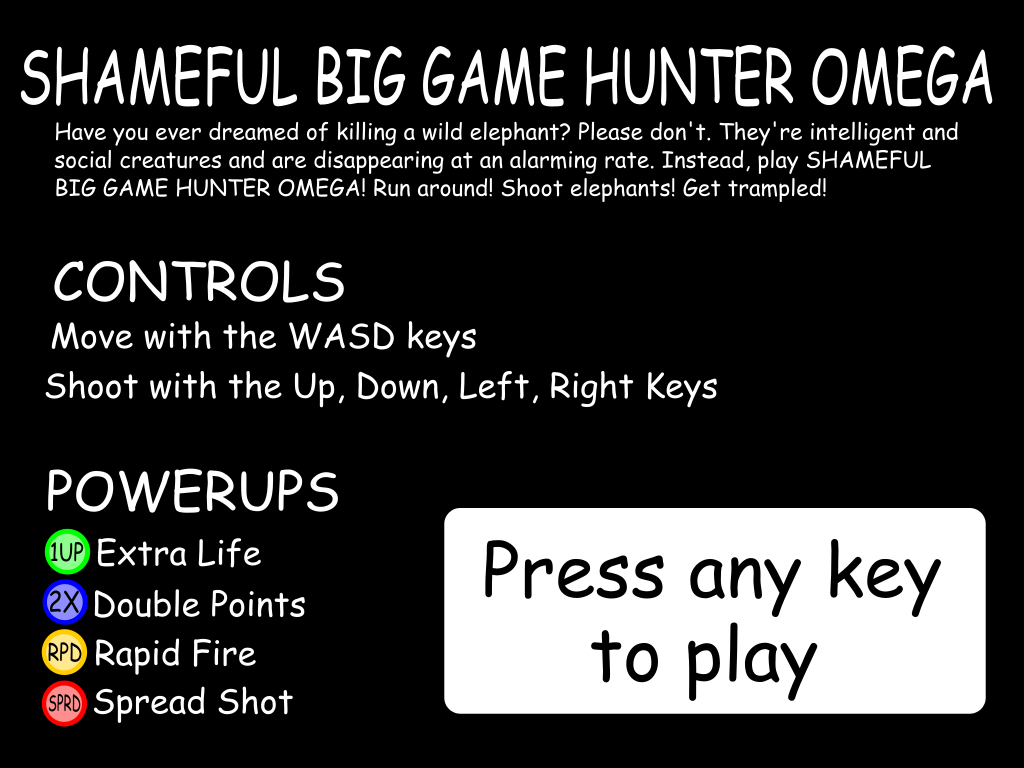 SHAMEFUL BIG GAME HUNTER OMEGA
Have you ever dreamed of killing a wild elephant? Please don't. They're intelligent and
social creatures and are disappearing at an alarming rate. Instead, play SHAMEFUL
BIG GAME HUNTER OMEGA! Run around! Shoot elephants! Get trampled!
CONTROLS
Move with the WASD keys
Shoot with the Up, Down, Left, Right Keys
POWERUPS
1UP Extra Life
2X Double Points
RPD Rapid Fire
SPRD Spread Shot
Press any key
to play